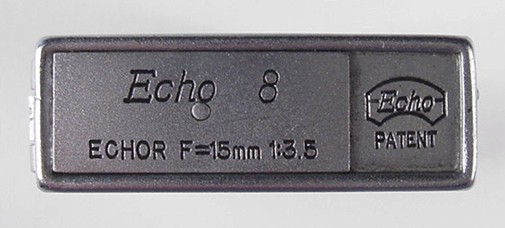 Echo 8
ECHOR F=15mm 1:3.5
Echo
PATENT